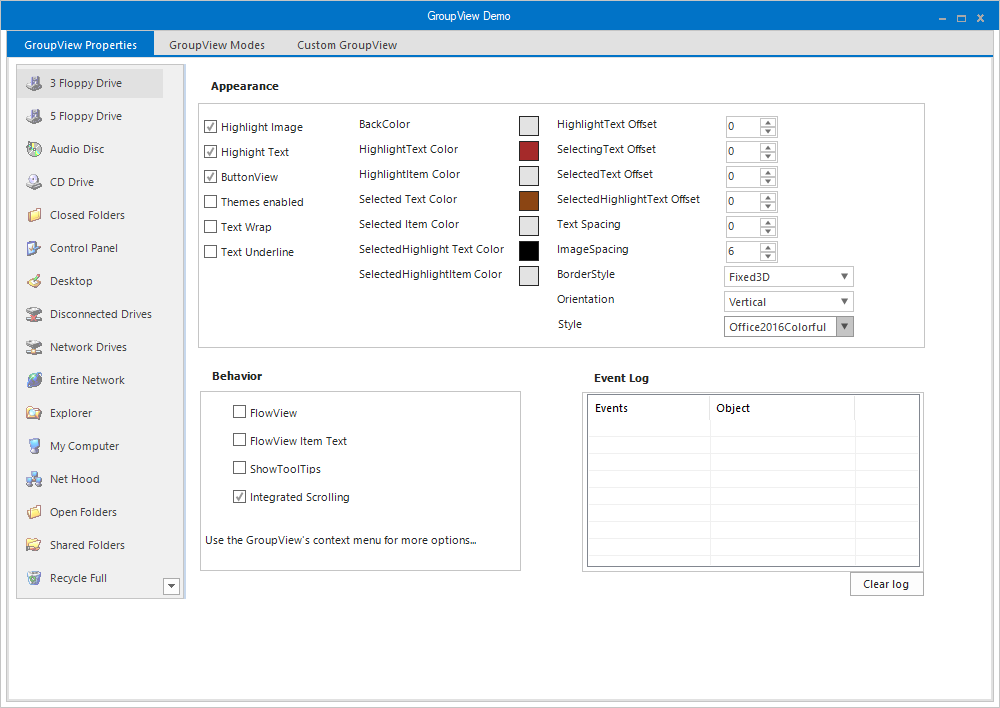 GroupView Demo
GroupView Properties
GroupView Modes
Custom GroupView
3 Floppy Drive
5 Floppy Drive
Audio Disc
CD Drive
Closed Folders
Control Panel
Desktop
Disconnected Drives
Network Drives
Entire Network
Explorer
My Computer
Net Hood
Open Folders
Shared Folders
Recycle Full
Appearance
Highlight Image
Highight Text
ButtonView
Themes enabled
Text Wrap
Text Underline
BackColor
HighlightText Color
HighlightItem Color
Selected Text Color
Selected Item Color
SelectedHighlight Text Color
SelectedHighlightItem Color
HighlightText Offset 0
SelectingText Offset 0
SelectedText Offset 0
SelectedHighlightText Offset 0
Text Spacing 0
ImageSpacing 6
BorderStyle Fixed3D
Orientation Vertical
Style Office2016Colorful
Behavior
FlowView
FlowView Item Text
ShowToolTips
Integrated Scrolling
Use the GroupView's context menu for more options...
Event Log
Events Object
Clear log